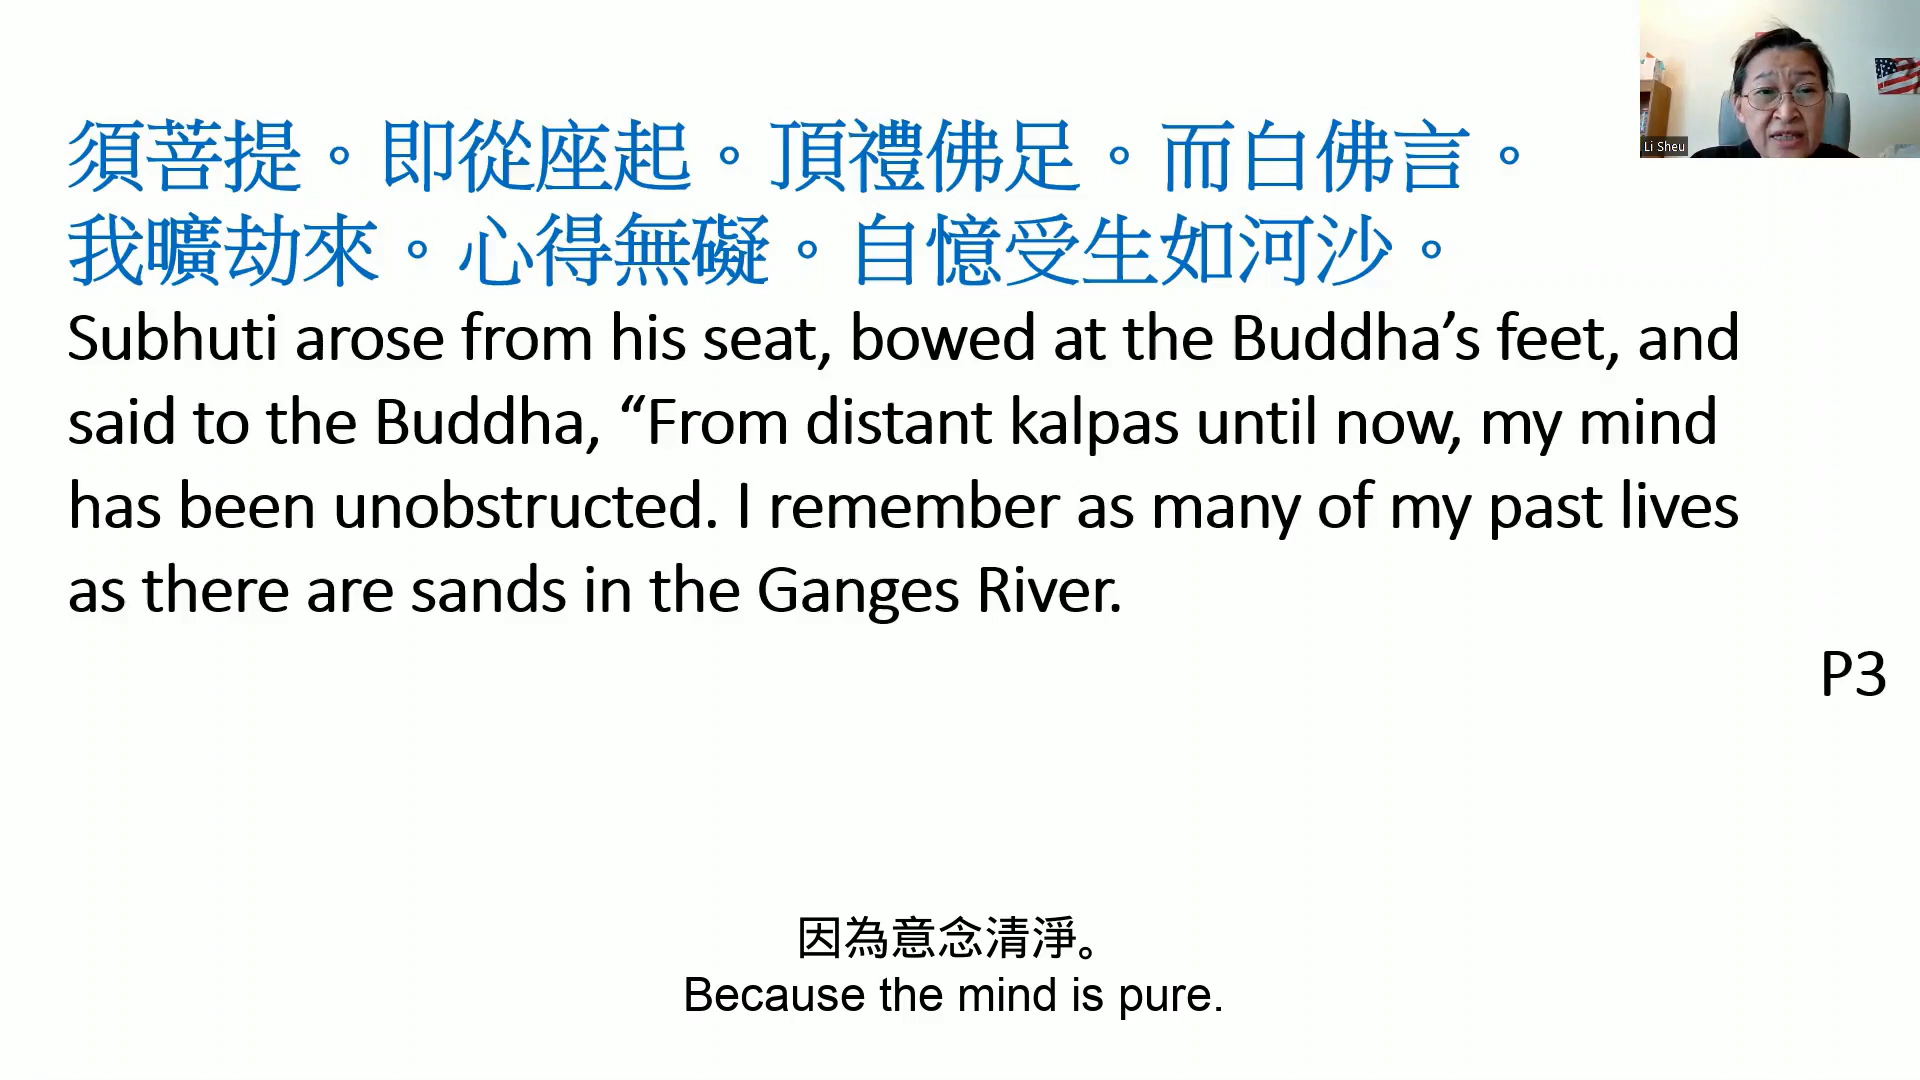 須菩提。即從座起。頂禮佛足。而白佛言。
我曠劫來。心得無礙。自憶受生如河沙。
Subhuti arose from his seat, bowed at the Buddha’s feet, and
said to the Buddha, “From distant kalpas until now, my mind
has been unobstructed. I remember as many of my past lives
as there are sands in the Ganges River.
P3
Li Sheu
因為意念清淨。
Because the mind is pure.